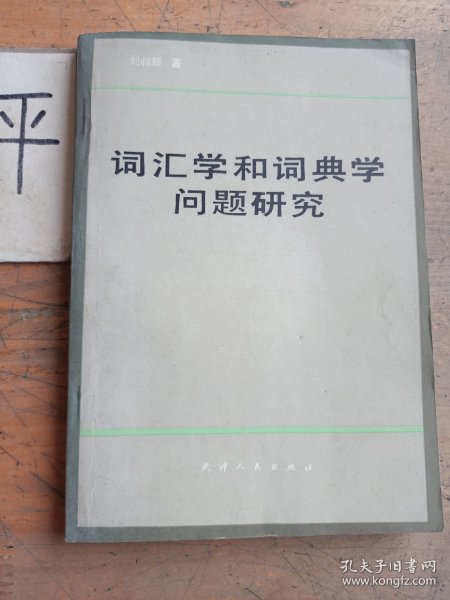 平
刘叔新 著
词汇学和词典学
问题研究
天津人民出版社
孔夫子旧书网
www.kongfz.com